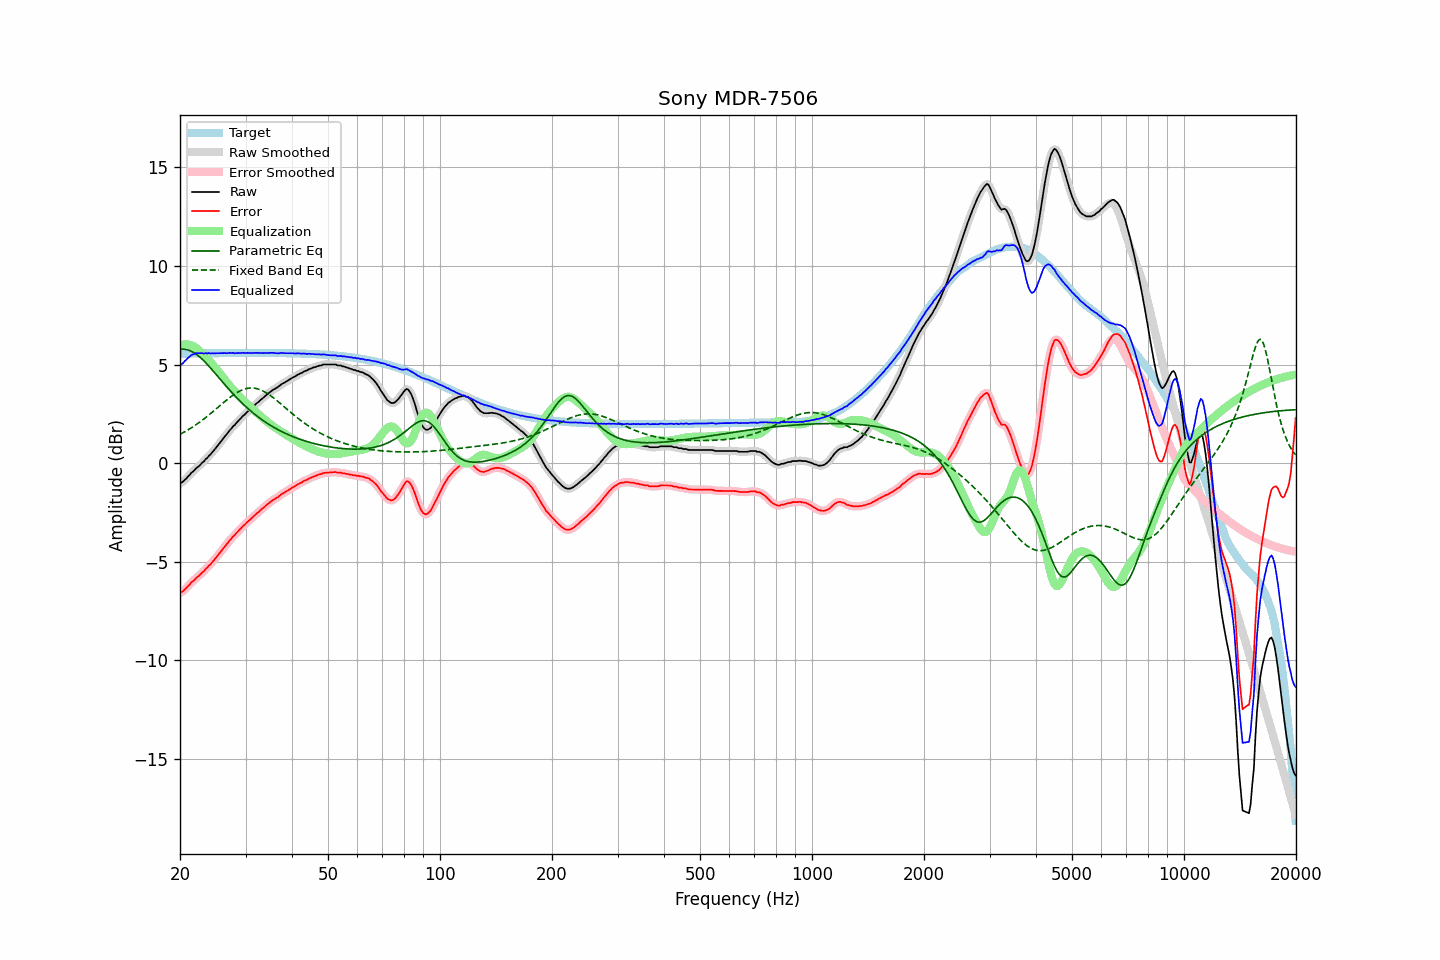 Sony MDR-7506
Target
Raw Smoothed
Error Smoothed
Raw
Error
Equalization
Parametric Eq
Fixed Band Eq
Equalized
15
10
5
0
−5
−10
−15
Amplitude (dBr)
20
50
100
200
500
1000
2000
5000
10000
20000
Frequency (Hz)